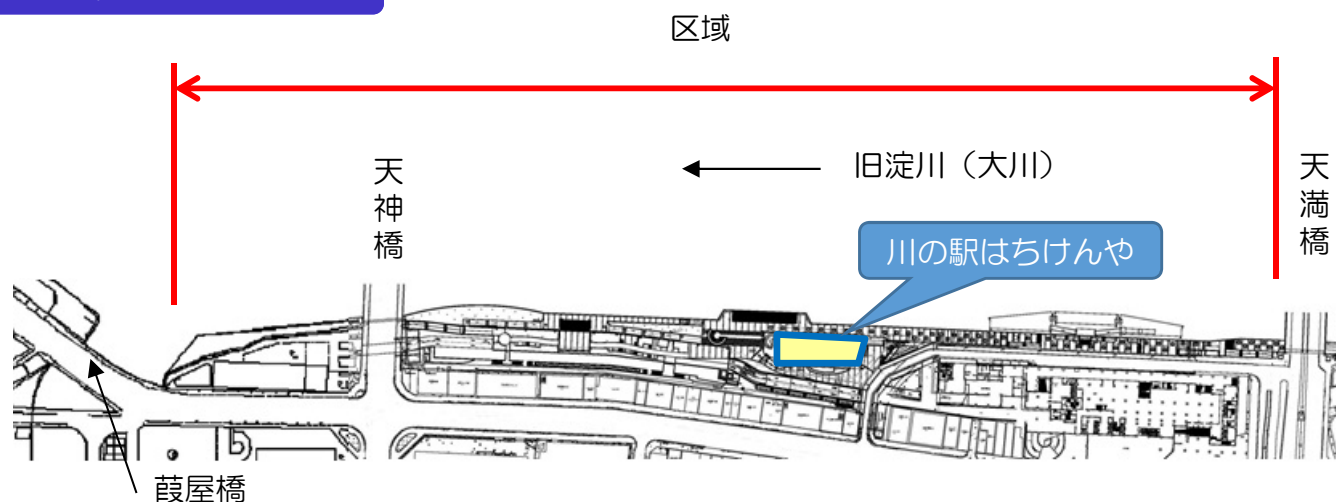 区域
天神橋
旧淀川（大川）
天満橋
川の駅はちけんや
葭屋橋